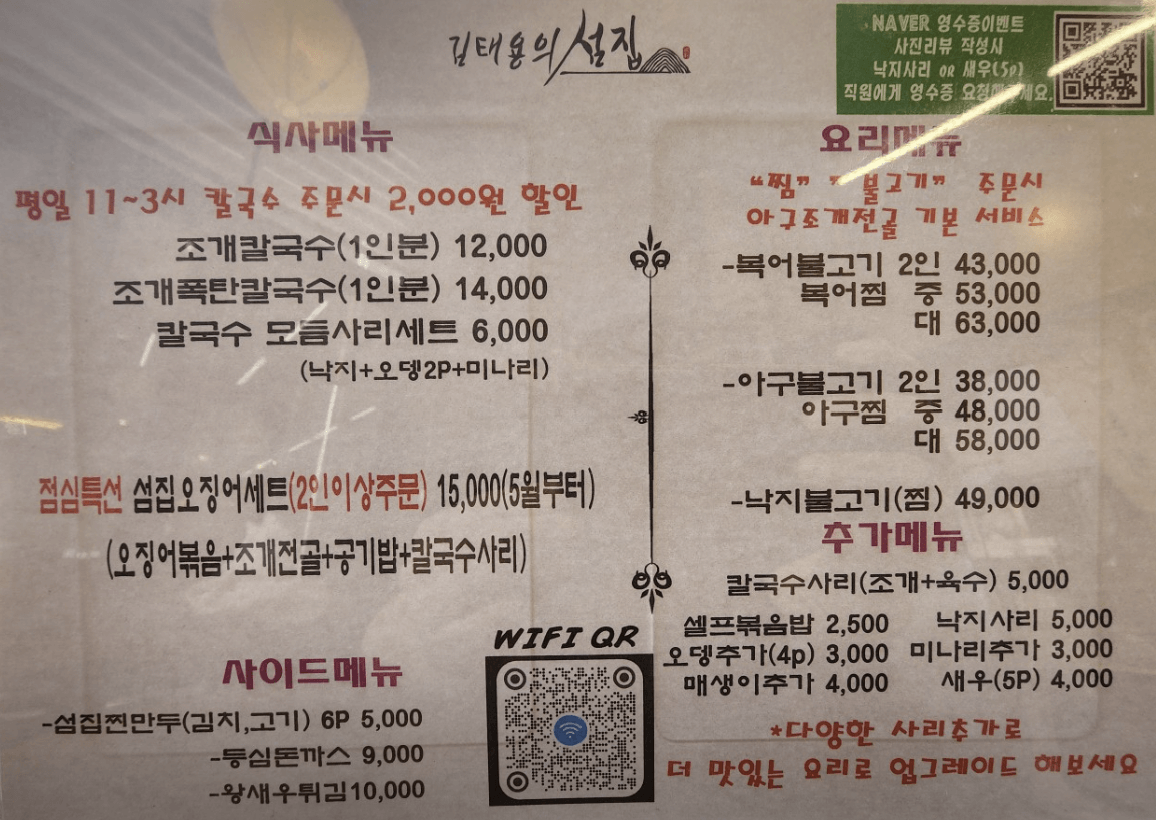 김태용의 섬집
NAVER 영수증이벤트
사진리뷰 작성시
낙지사리 OR 새우(5p)
직원에게 영수증 요청해주세요.
식사메뉴
평일 11~3시 칼국수 주문시 2,000원 할인
조개칼국수(1인분) 12,000
조개폭탄칼국수(1인분) 14,000
칼국수 모듬사리세트 6,000
(낙지+오뎅2P+미나리)
점심특선 섬집오징어세트(2인이상주문) 15,000(5월부터)
(오징어볶음+조개전골+공기밥+칼국수사리)
사이드메뉴
-섬집찐만두(김치,고기) 6P 5,000
-등심돈까스 9,000
-왕새우튀김10,000
WIFI QR
요리메뉴
“찜” “불고기” 주문시
아구조개전골 기본 서비스
-복어불고기 2인 43,000
복어찜 중 53,000
대 63,000
-아구불고기 2인 38,000
아구찜 중 48,000
대 58,000
-낙지불고기(찜) 49,000
추가메뉴
칼국수사리(조개+육수) 5,000
셀프볶음밥 2,500 낙지사리 5,000
오뎅추가(4p) 3,000 미나리추가 3,000
매생이추가 4,000 새우(5P) 4,000
*다양한 사리추가로
더 맛있는 요리로 업그레이드 해보세요